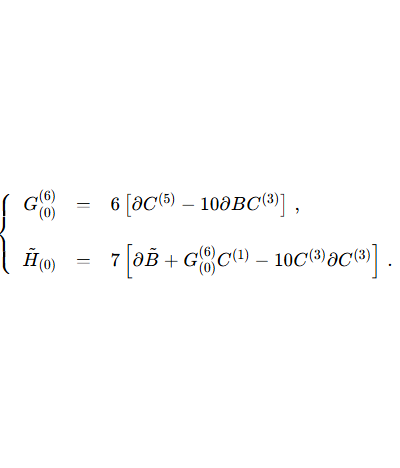 G^{(6)}_{(0)} = 6 [∂C^{(5)} − 10∂BC^{(3)}] ,
H̃_{(0)} = 7 [∂B̃ + G^{(6)}_{(0)}C^{(1)} − 10C^{(3)}∂C^{(3)}] .